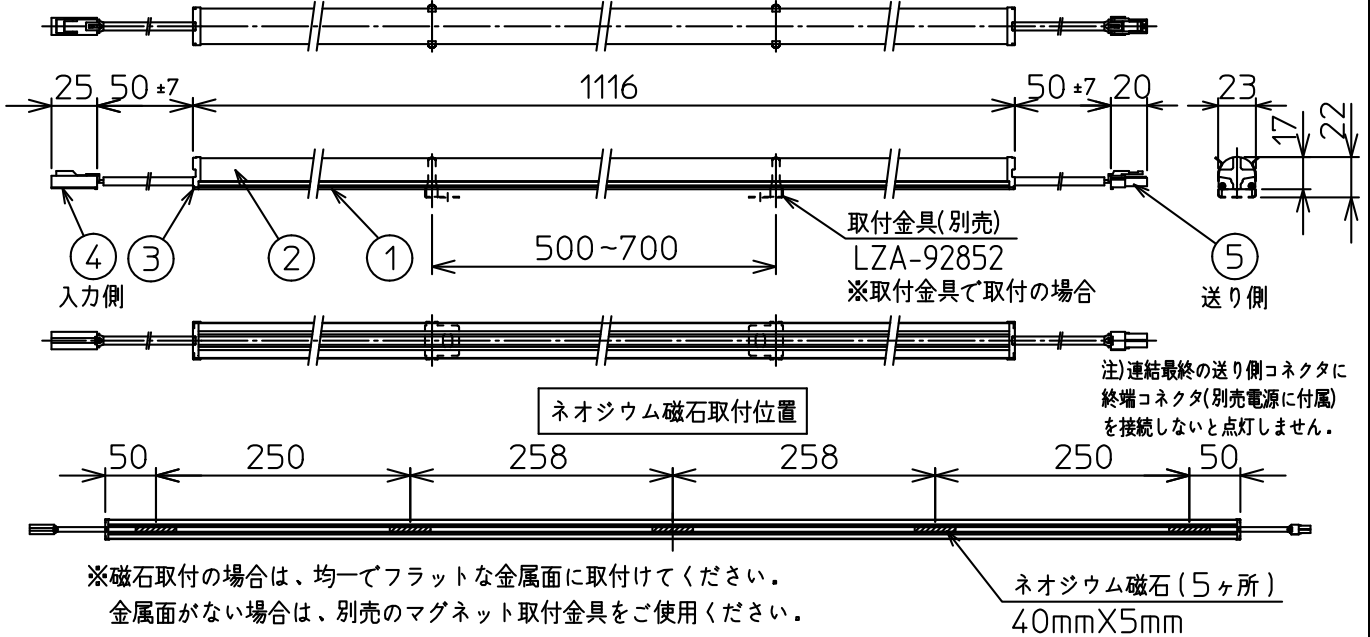 25 50 ±7 1116 50 ±7 20 23
17 22
取付金具(別売)
LZA-92852
※取付金具で取付の場合
500~700
④ ③ ② ① ⑤
入力側
送り側
注)連結最終の送り側コネクタに
終端コネクタ(別売電源に付属)
を接続しないと点灯しません.
ネオジウム磁石取付位置
50 250 258 258 250 50
※磁石取付の場合は、均一でフラットな金属面に取付けてください.
金属面がない場合は、別売のマグネット取付金具をご使用ください.
ネオジウム磁石(5ヶ所)
40mmX5mm